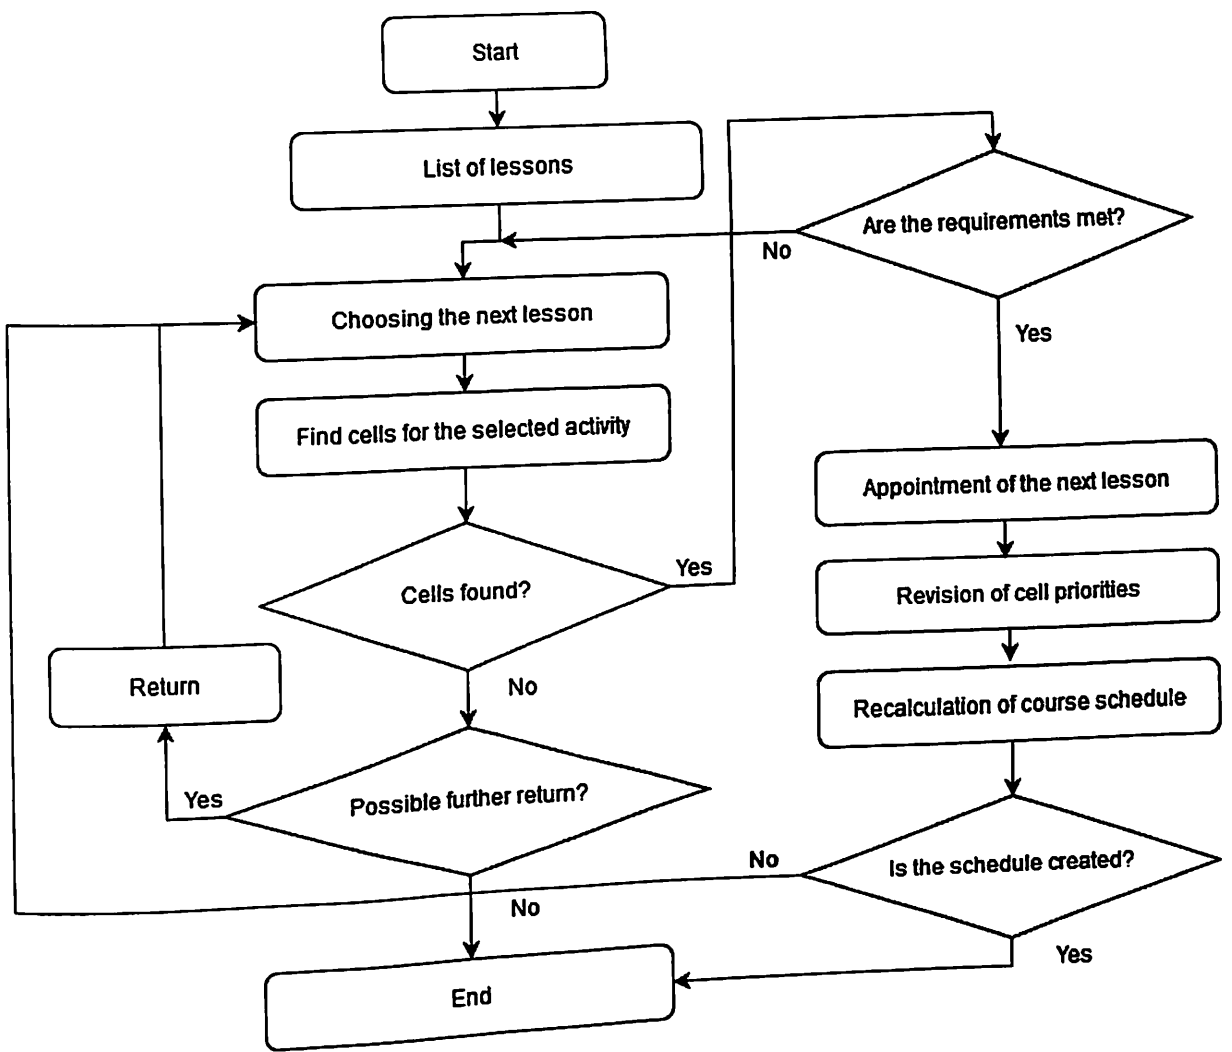 Start
List of lessons
Are the requirements met?
No
Yes
Choosing the next lesson
Find cells for the selected activity
Appointment of the next lesson
Yes
Cells found?
Revision of cell priorities
Return
No
Recalculation of course schedule
Yes
Possible further return?
No
Is the schedule created?
No
Yes
End